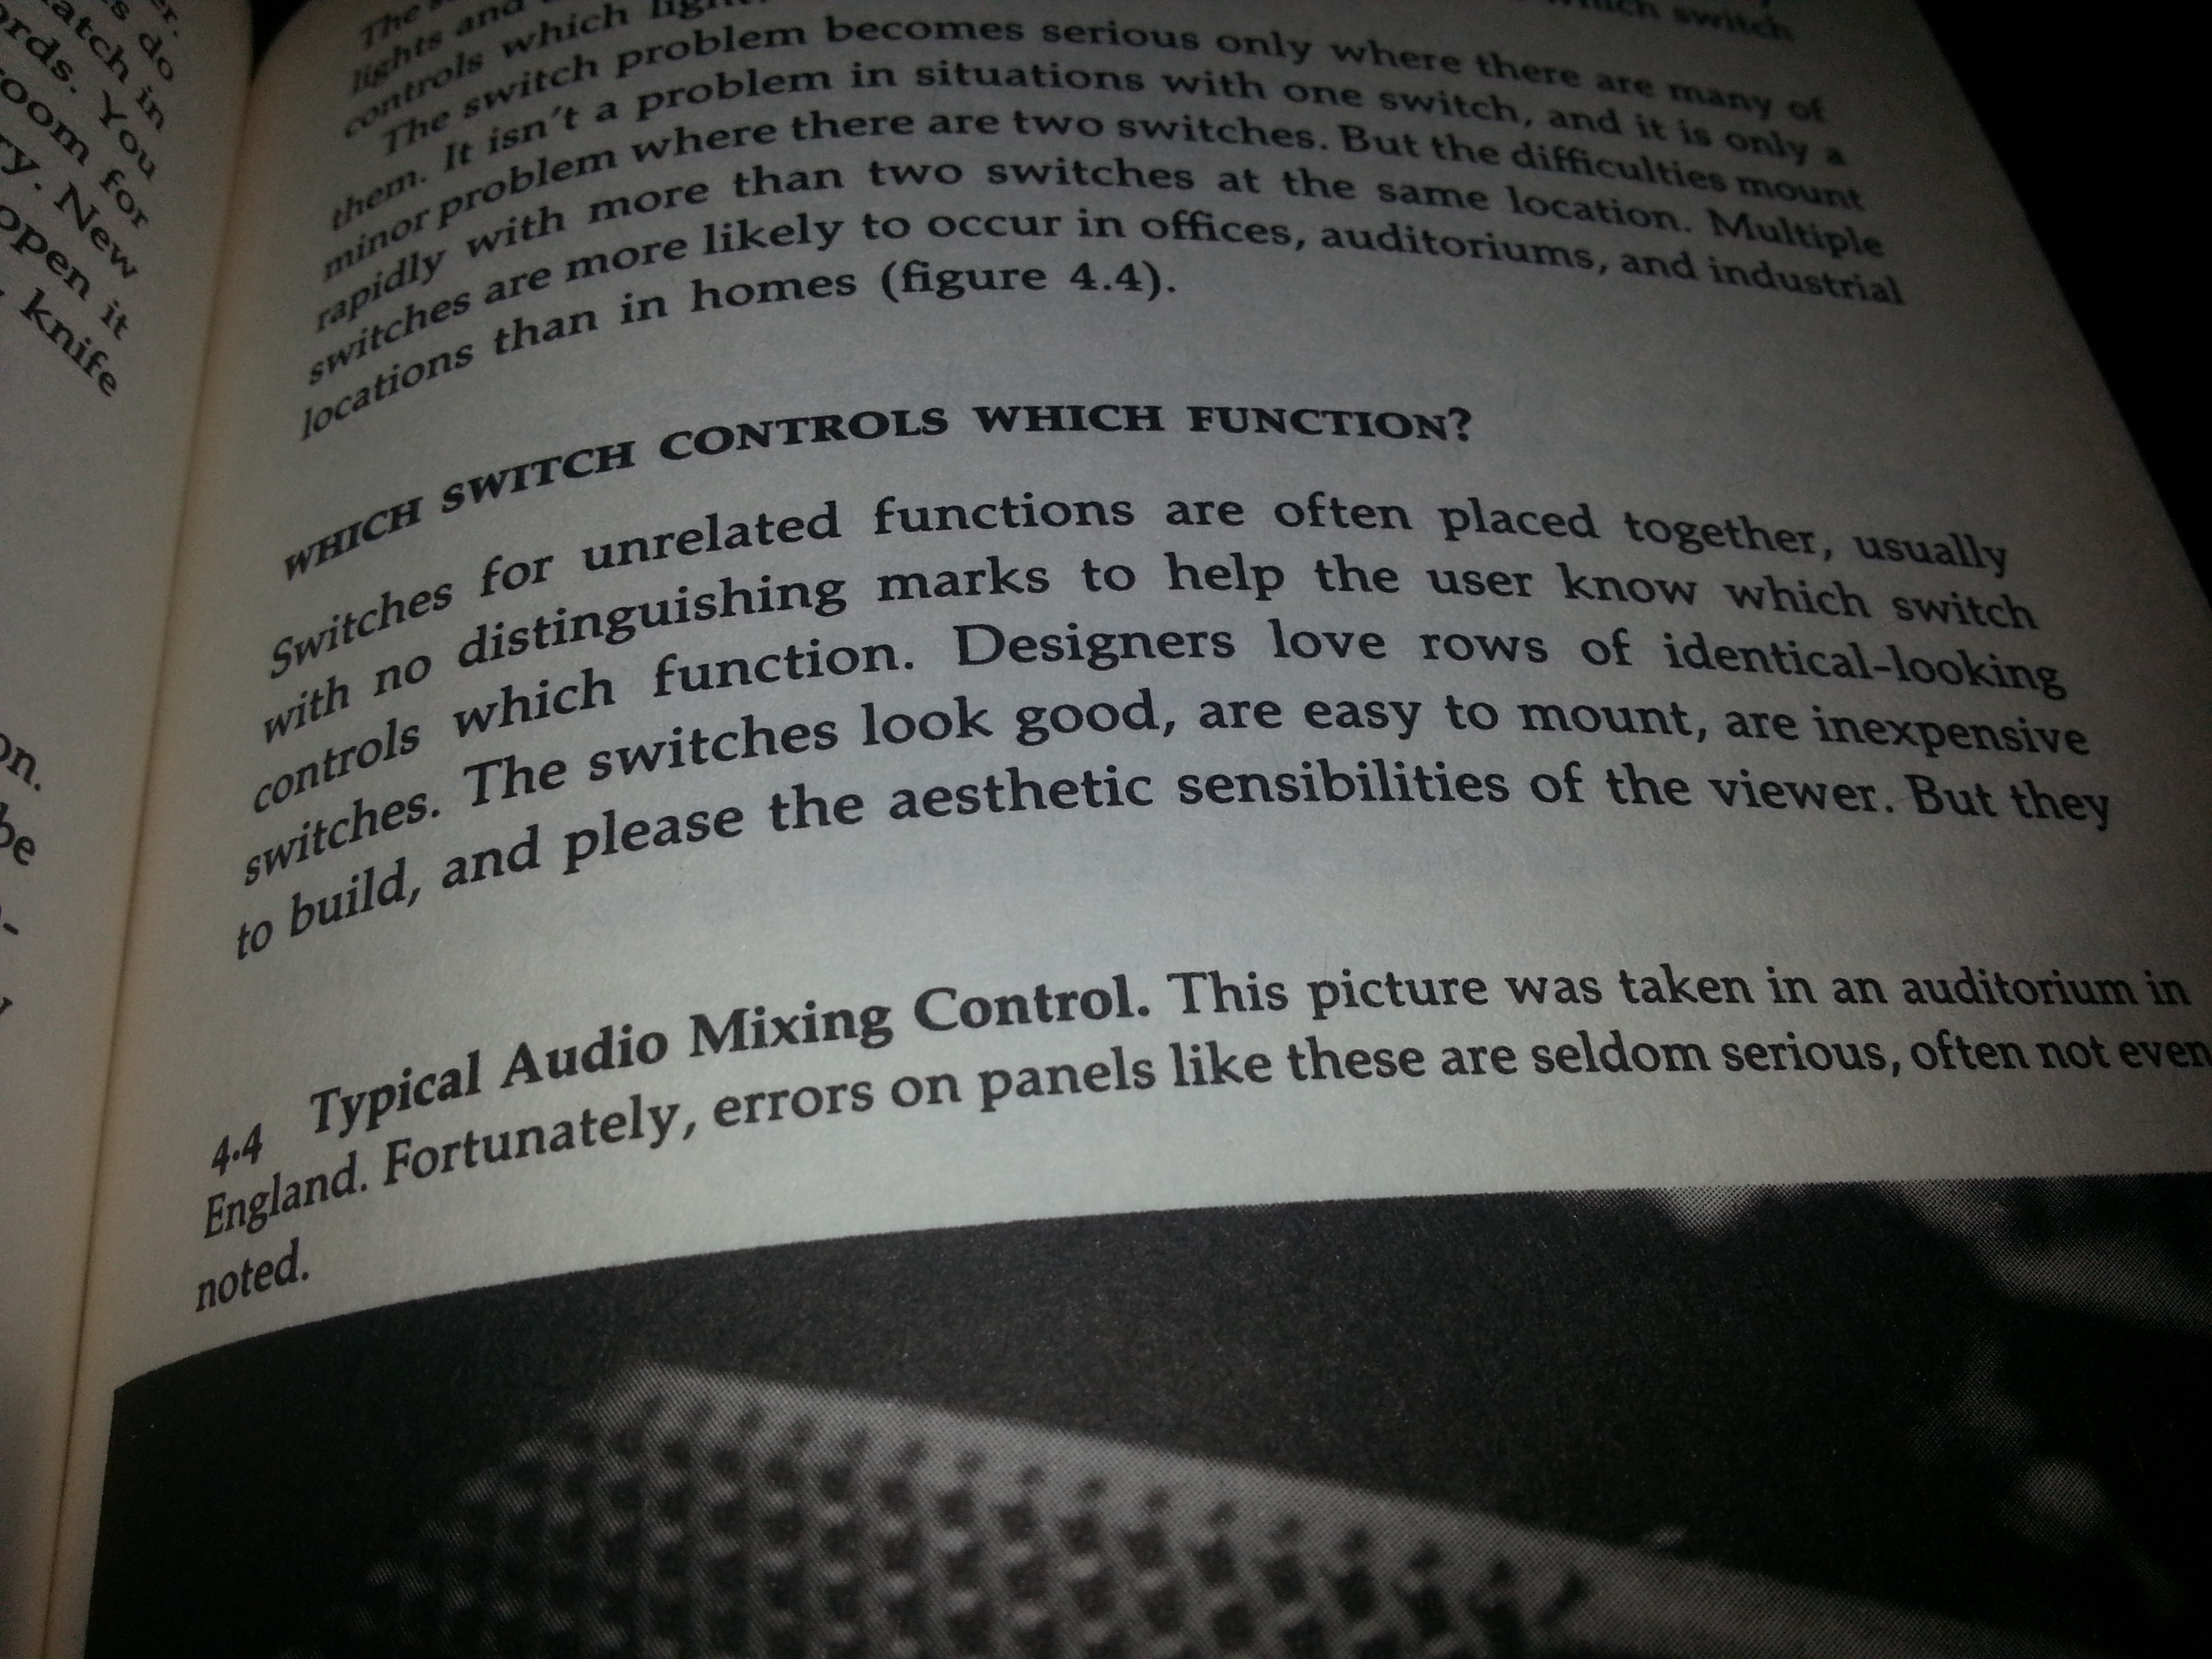 er.
s do
atch in
rds. You
oom for
ry. New
open it
knife
on.
be
The
lights and
controls which which switch
The switch problem becomes serious only where there are many of
them. It isn't a problem in situations with one switch, and it is only a
minor problem where there are two switches. But the difficulties mount
rapidly with more than two switches at the same location. Multiple
switches are more likely to occur in offices, auditoriums, and industrial
locations than in homes (figure 4.4).
WHICH SWITCH CONTROLS WHICH FUNCTION?
Switches for unrelated functions are often placed together, usually
with no distinguishing marks to help the user know which switch
controls which function. Designers love rows of identical-looking
switches. The switches look good, are easy to mount, are inexpensive
to build, and please the aesthetic sensibilities of the viewer. But they
4.4 Typical Audio Mixing Control. This picture was taken in an auditorium in
England. Fortunately, errors on panels like these are seldom serious, often not even
noted.